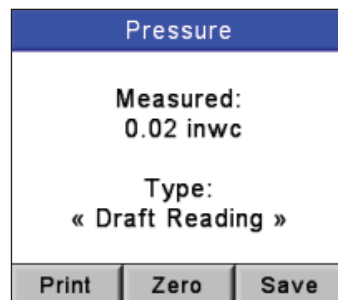 Pressure
Measured:
0.02 inwc
Type:
« Draft Reading »
Print Zero Save